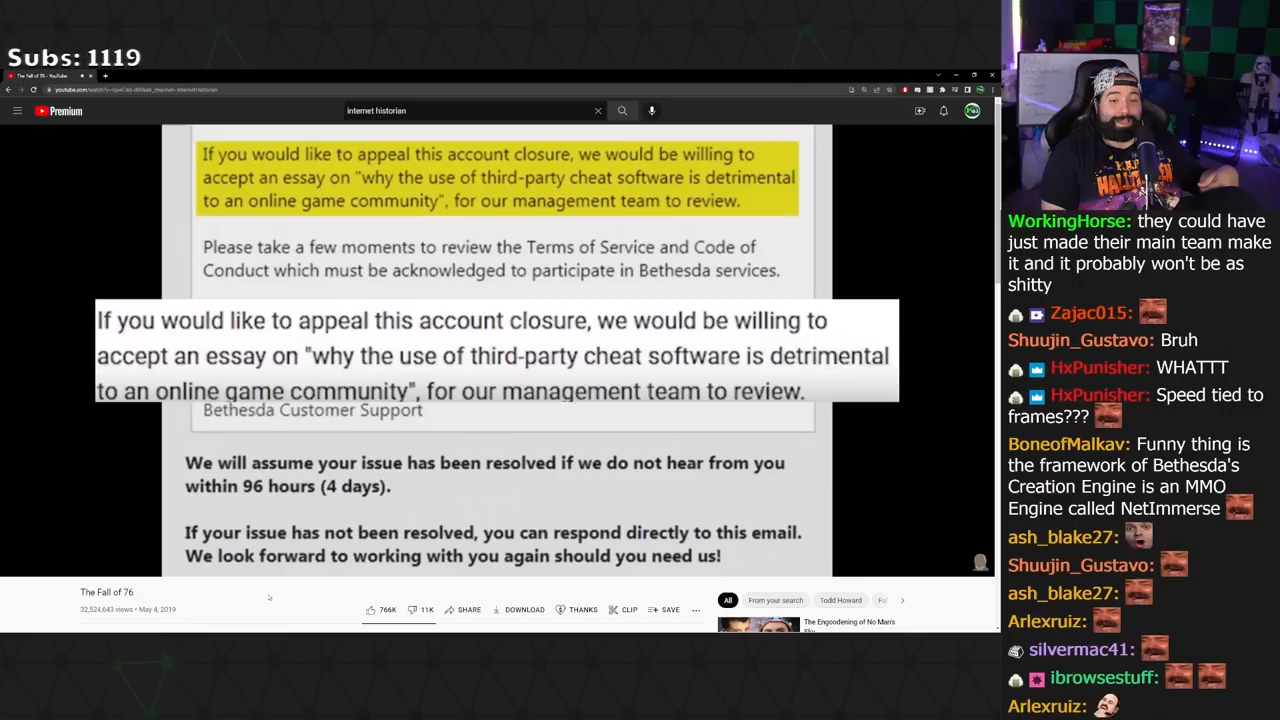 Subs: 1119
The Fall of 76 - YouTube
Premium
internet historian
If you would like to appeal this account closure, we would be willing to
accept an essay on "why the use of third-party cheat software is detrimental
to an online game community", for our management team to review.
Please take a few moments to review the Terms of Service and Code of
Conduct which must be acknowledged to participate in Bethesda services.
If you would like to appeal this account closure, we would be willing to
accept an essay on "why the use of third-party cheat software is detrimental
to an online game community", for our management team to review.
Bethesda Customer Support
We will assume your issue has been resolved if we do not hear from you
within 96 hours (4 days).
If your issue has not been resolved, you can respond directly to this email.
We look forward to working with you again should you need us!
The Fall of 76
32,524,643 views • May 4, 2019
766K
11K
SHARE
DOWNLOAD
THANKS
CLIP
SAVE
All
From your search
Todd Howard
The Engoodening of No Man's
WorkingHorse: they could have
just made their main team make
it and it probably won't be as
shitty
Zajac015:
Shuujin_Gustavo: Bruh
HxPunisher: WHATTT
HxPunisher: Speed tied to
frames???
BoneofMalkav: Funny thing is
the framework of Bethesda's
Creation Engine is an MMO
Engine called NetImmerse
ash_blake27:
Shuujin_Gustavo:
ash_blake27:
Arlexruiz:
silvermac41:
ibrowsestuff:
Arlexruiz: